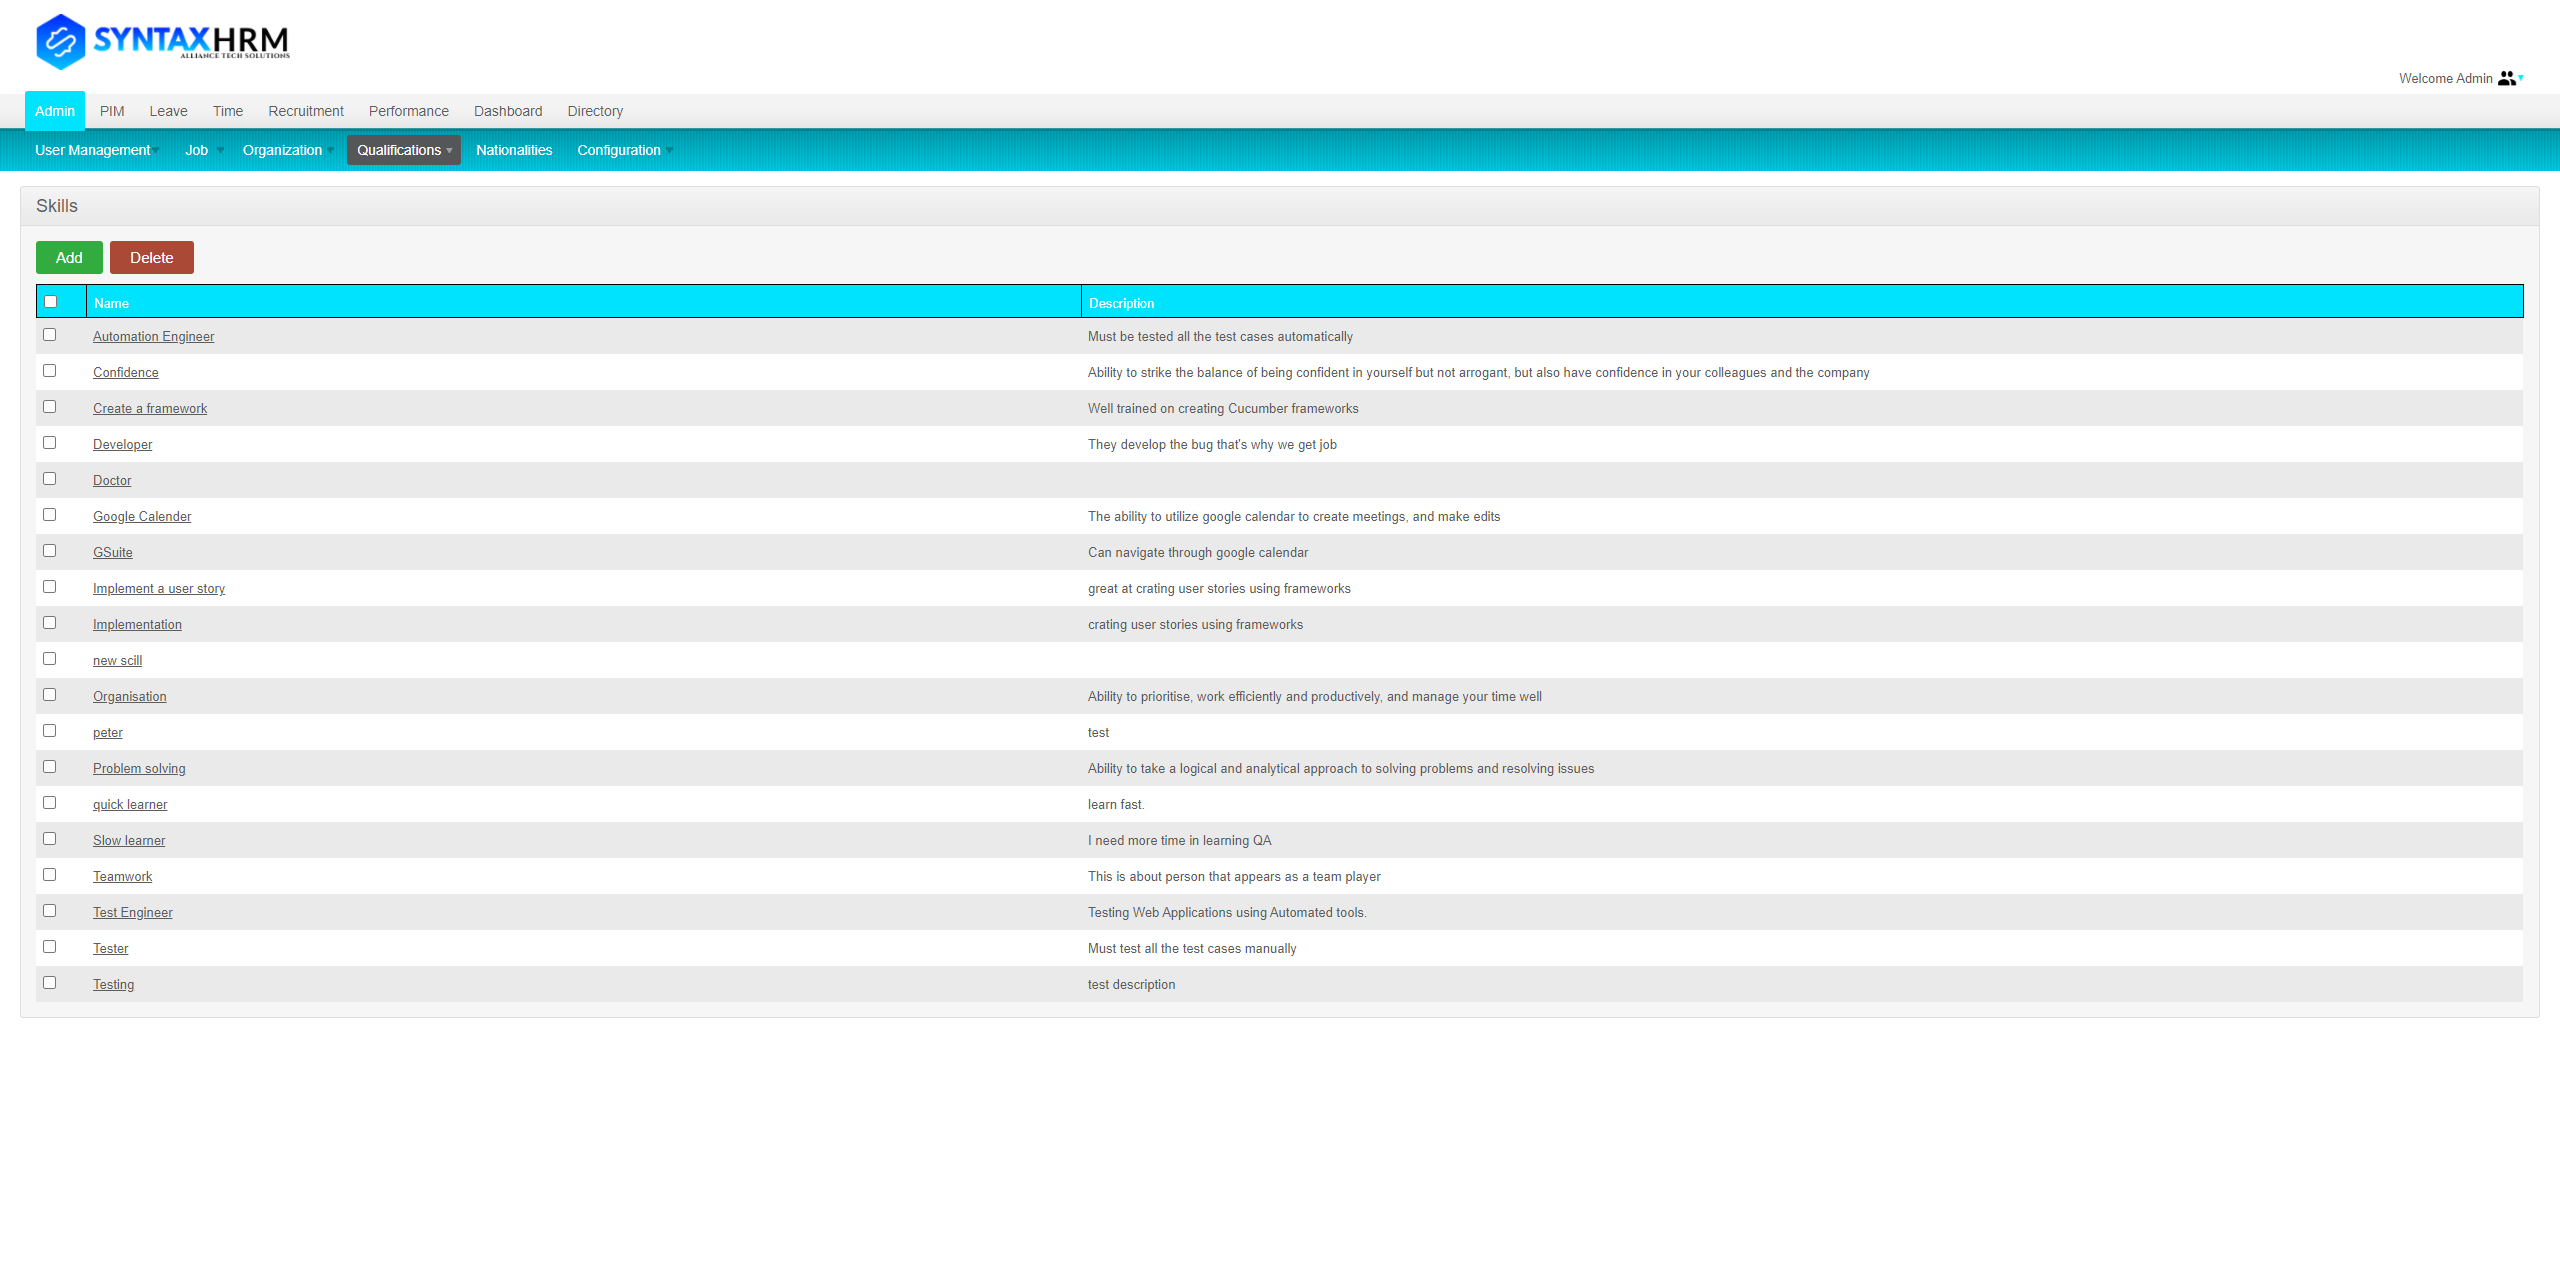 SYNTAXHRM
ALLIANCE TECH SOLUTIONS
Welcome Admin
Admin PIM Leave Time Recruitment Performance Dashboard Directory
User Management Job Organization Qualifications Nationalities Configuration
Skills
Add Delete
Name Description
Automation Engineer Must be tested all the test cases automatically
Confidence Ability to strike the balance of being confident in yourself but not arrogant, but also have confidence in your colleagues and the company
Create a framework Well trained on creating Cucumber frameworks
Developer They develop the bug that's why we get job
Doctor
Google Calender The ability to utilize google calendar to create meetings, and make edits
GSuite Can navigate through google calendar
Implement a user story great at crating user stories using frameworks
Implementation crating user stories using frameworks
new scill
Organisation Ability to prioritise, work efficiently and productively, and manage your time well
peter test
Problem solving Ability to take a logical and analytical approach to solving problems and resolving issues
quick learner learn fast.
Slow learner I need more time in learning QA
Teamwork This is about person that appears as a team player
Test Engineer Testing Web Applications using Automated tools.
Tester Must test all the test cases manually
Testing test description